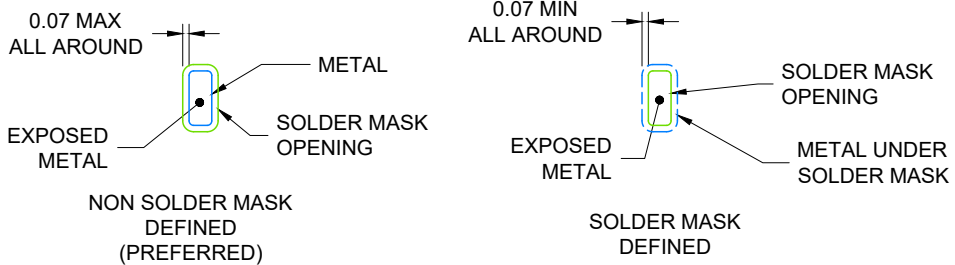 0.07 MAX
ALL AROUND
METAL
SOLDER MASK
OPENING
EXPOSED
METAL
NON SOLDER MASK
DEFINED
(PREFERRED)
0.07 MIN
ALL AROUND
SOLDER MASK
OPENING
EXPOSED
METAL
METAL UNDER
SOLDER MASK
SOLDER MASK
DEFINED